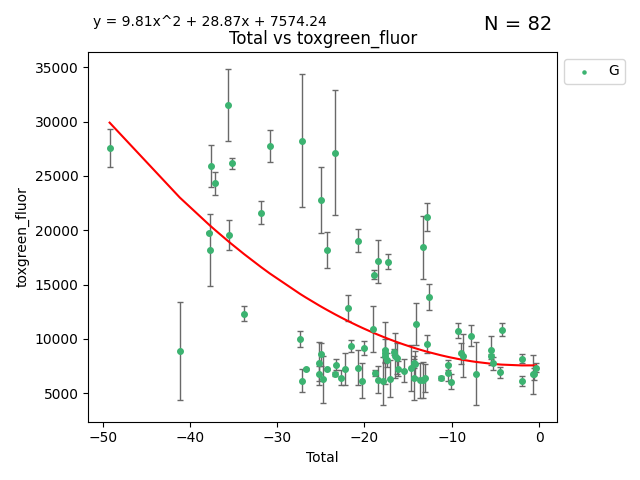 y = 9.81x^2 + 28.87x + 7574.24
N = 82
Total vs toxgreen_fluor
G
35000
30000
25000
20000
15000
10000
5000
toxgreen_fluor
−50
−40
−30
−20
−10
0
Total